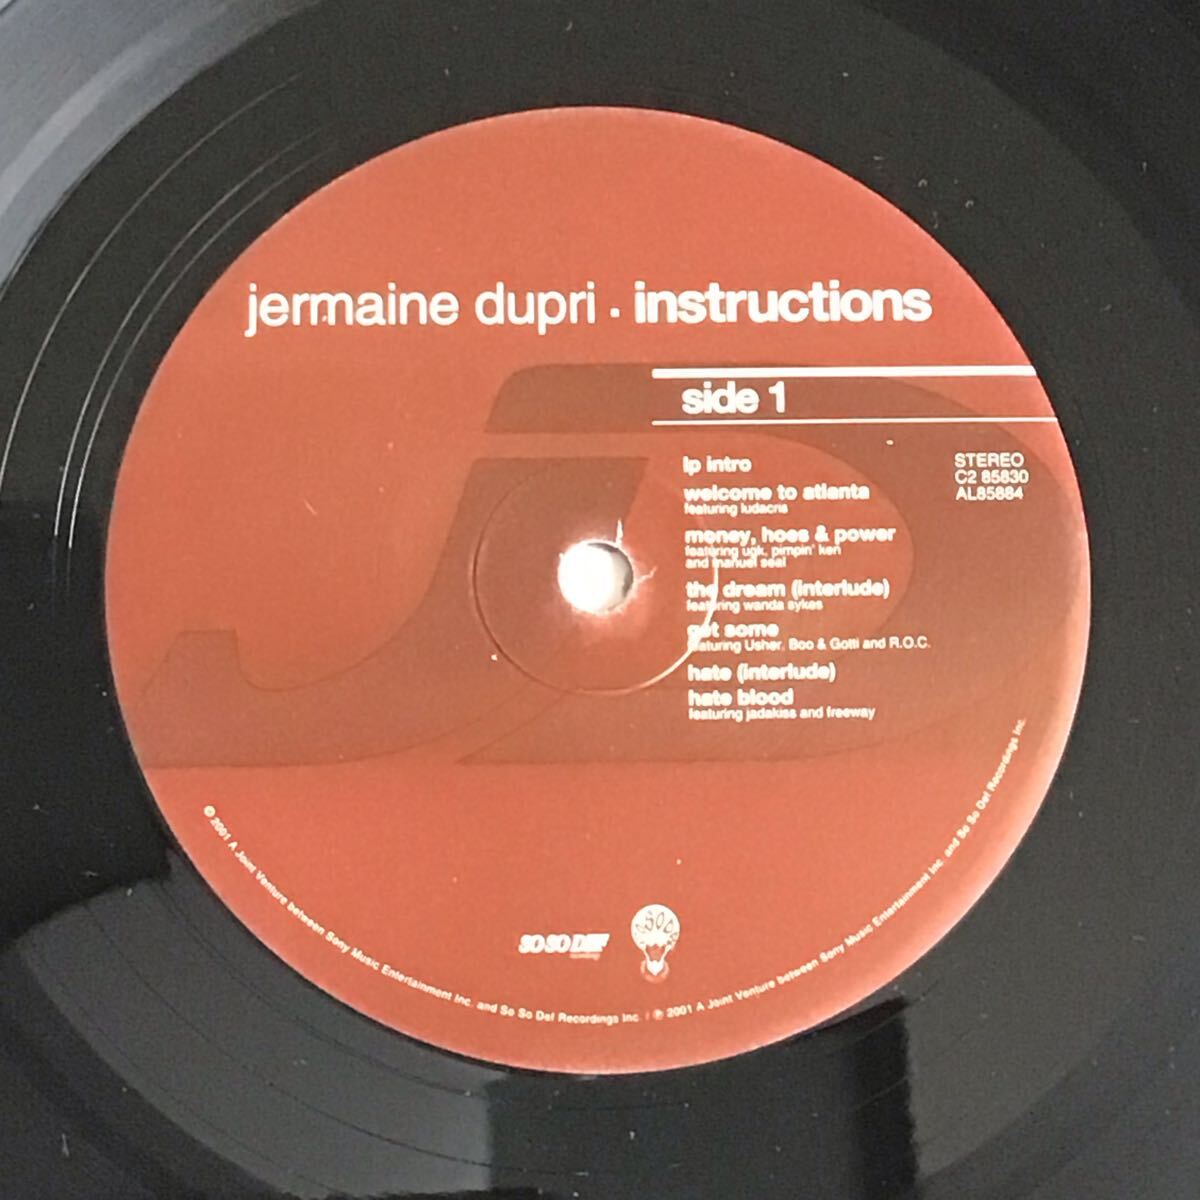 jermaine dupri . instructions
side 1
lp intro
welcome to atlanta
featuring ludacris
money, hoes & power
featuring ugk, pimpin' ken
and manuel seal
the dream (interlude)
featuring wanda sykes
get some
featuring Usher, Boo & Gotti and R.O.C.
hate (interlude)
hate blood
featuring jadakiss and freeway
STEREO
C2 85830
AL85884
SO SO DEF
SO SO DEF
© 2001 A Joint Venture between Sony Music Entertainment Inc. and So So Def Recordings Inc. / ℗ 2001 A Joint Venture between Sony Music Entertainment Inc. and So So Def Recordings Inc.